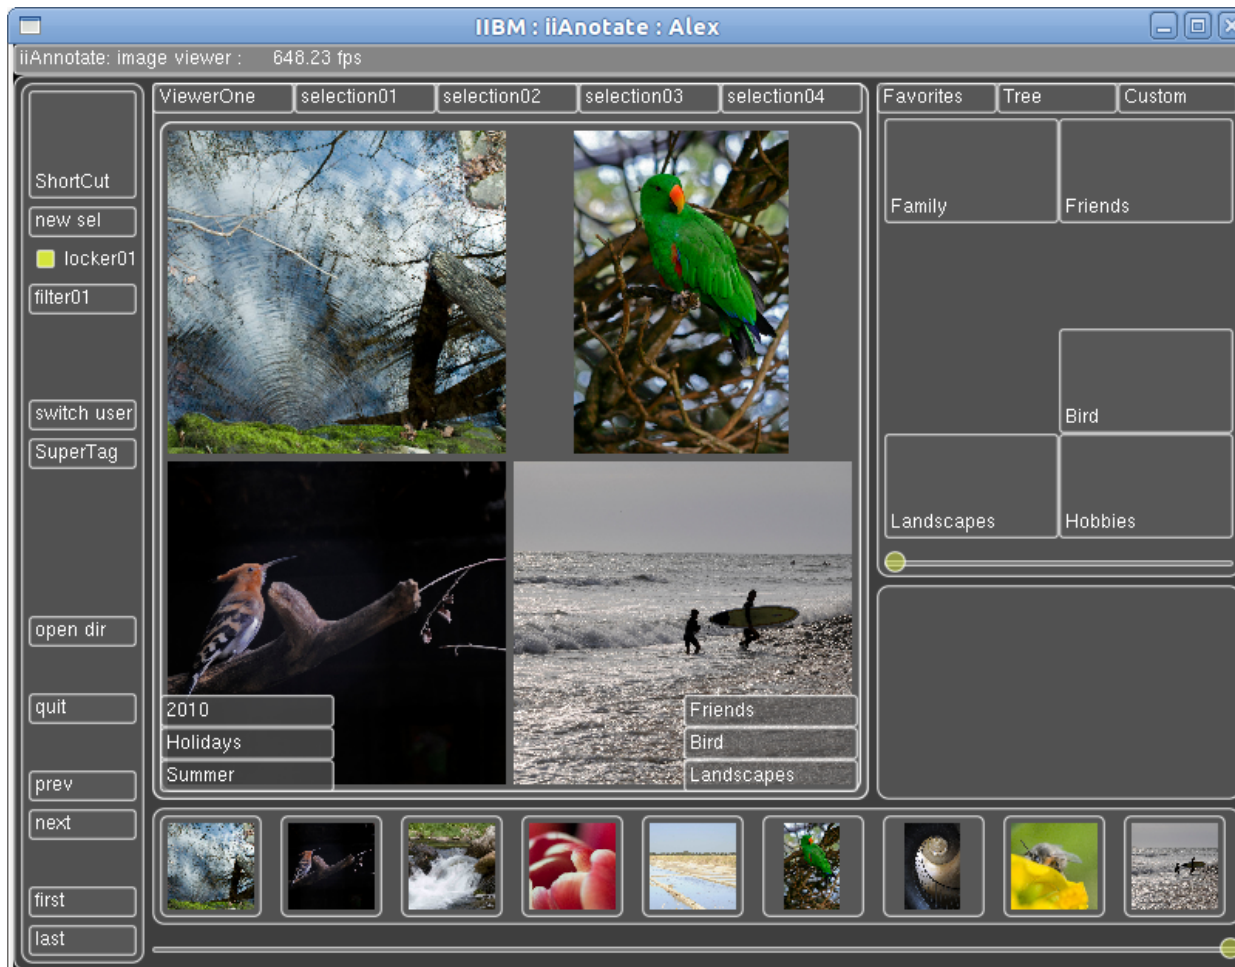 IIBM : iiAnotate : Alex
iiAnnotate: image viewer : 648.23 fps
ShortCut
new sel
locker01
filter01
switch user
SuperTag
open dir
quit
prev
next
first
last
ViewerOne selection01 selection02 selection03 selection04
2010
Holidays
Summer
Friends
Bird
Landscapes
Favorites Tree Custom
Family Friends
Bird
Landscapes Hobbies